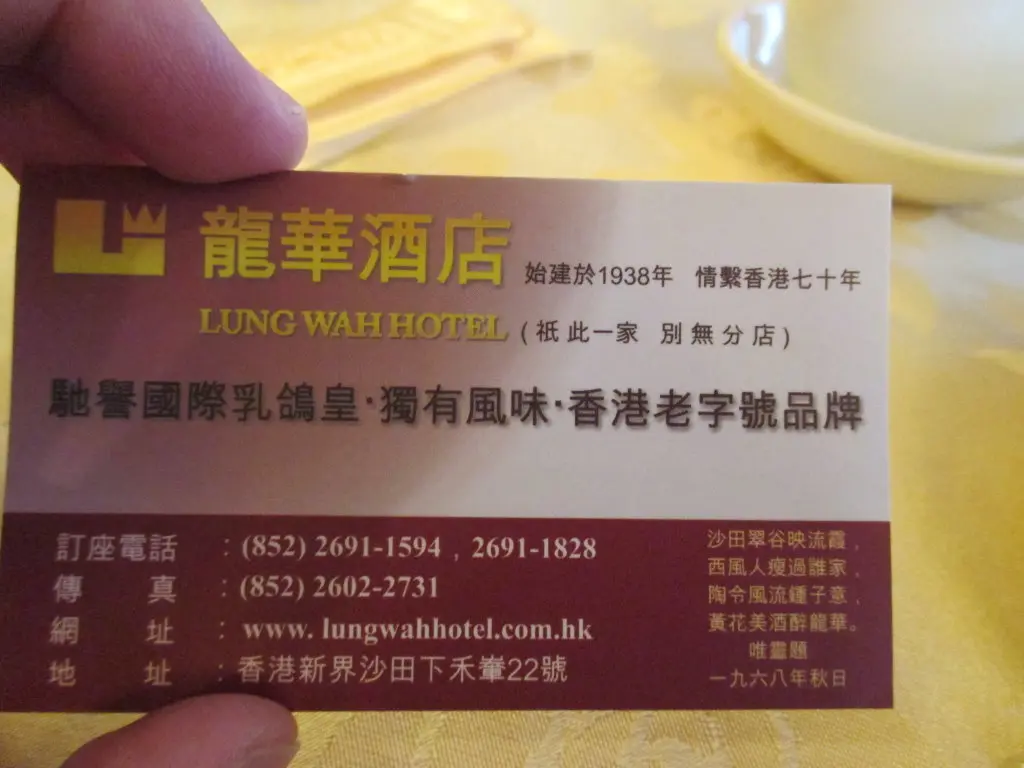 龍華酒店 始建於1938年 情繫香港七十年
LUNG WAH HOTEL (祇此一家 別無分店)
馳譽國際乳鴿皇·獨有風味·香港老字號品牌
訂座電話 : (852) 2691-1594 , 2691-1828
傳真 : (852) 2602-2731
網址 : www. lungwahhotel.com.hk
地址 : 香港新界沙田下禾輋22號
沙田翠谷映流霞，
西風人瘦過誰家，
陶令風流鍾子意，
黃花美酒醉龍華。
唯靈題
一九六八年秋日